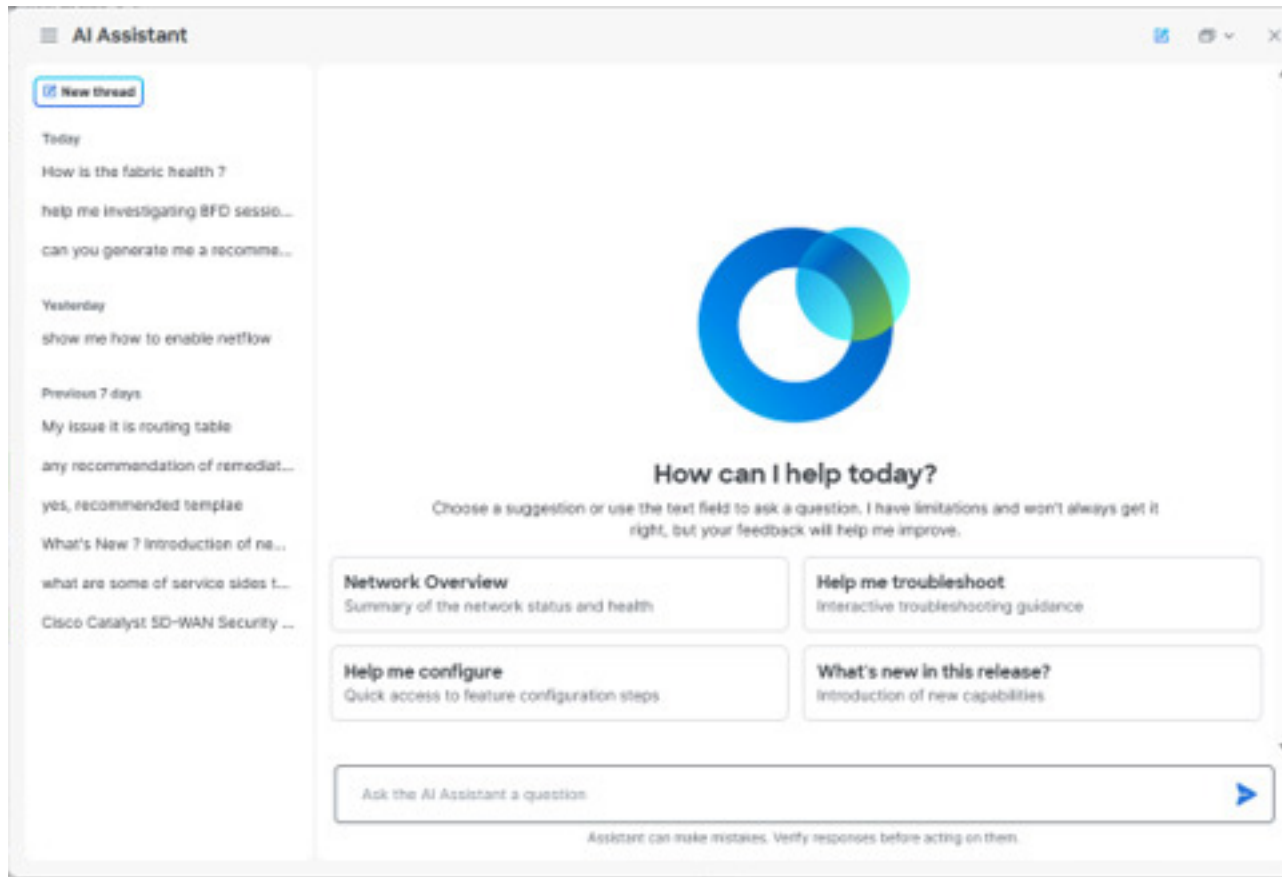 AI Assistant
New thread
Today
How is the fabric health ?
help me investigating BFD sessio...
can you generate me a recomme...
Yesterday
show me how to enable netflow
Previous 7 days
My issue it is routing table
any recommendation of remediat...
yes, recommended templae
What's New ? Introduction of ne...
what are some of service sides t...
Cisco Catalyst SD-WAN Security ...
How can I help today?
Choose a suggestion or use the text field to ask a question. I have limitations and won't always get it
right, but your feedback will help me improve.
Network Overview
Summary of the network status and health
Help me troubleshoot
Interactive troubleshooting guidance
Help me configure
Quick access to feature configuration steps
What's new in this release?
Introduction of new capabilities
Ask the AI Assistant a question
Assistant can make mistakes. Verify responses before acting on them.